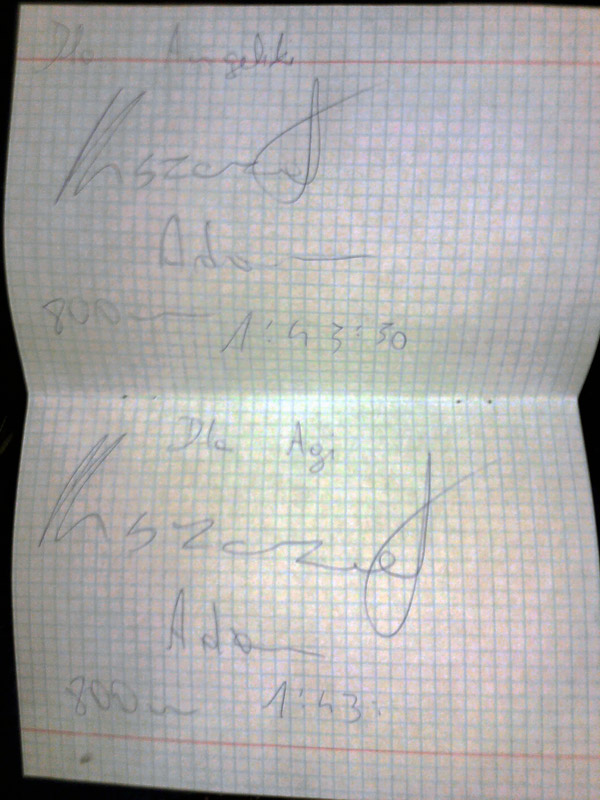 Dla Angeliki
Kszczot
Adam
800m 1:43:30
Dla Agi
Kszczot
Adam
800m 1:43: